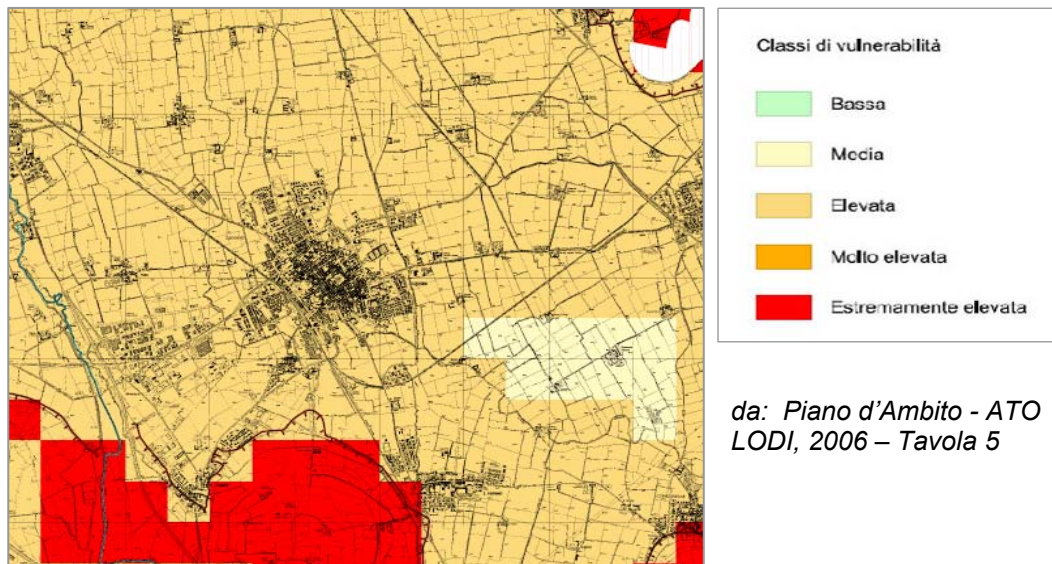 Classi di vulnerabilità
Bassa
Media
Elevata
Molto elevata
Estremamente elevata
da: Piano d'Ambito - ATO
LODI, 2006 – Tavola 5